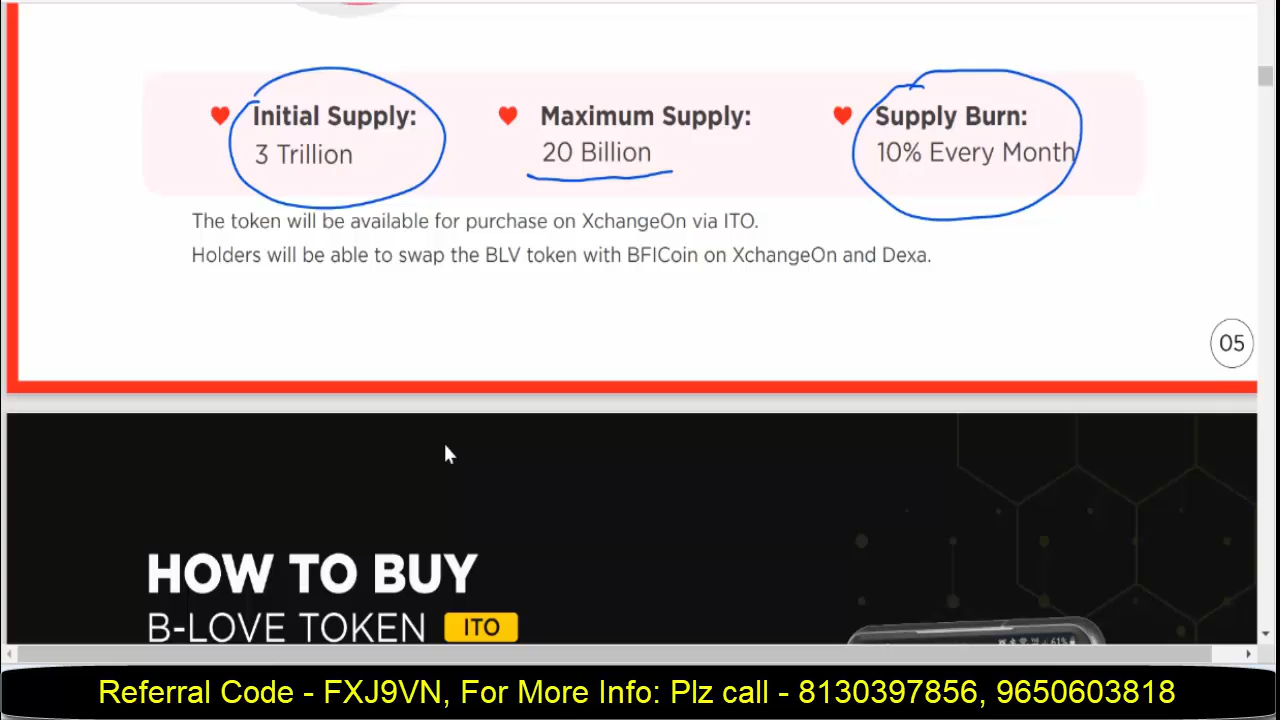 Initial Supply:
3 Trillion
Maximum Supply:
20 Billion
Supply Burn:
10% Every Month
The token will be available for purchase on XchangeOn via ITO.
Holders will be able to swap the BLV token with BFICoin on XchangeOn and Dexa.
05
HOW TO BUY
B-LOVE TOKEN ITO
61%
Referral Code - FXJ9VN, For More Info: Plz call - 8130397856, 9650603818